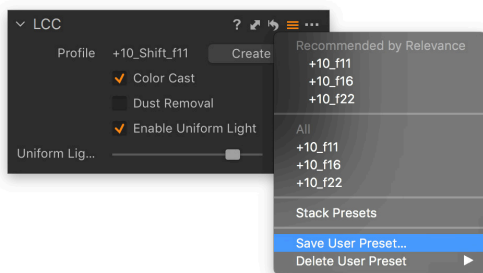 LCC
Profile +10_Shift_f11 Create
Color Cast
Dust Removal
Enable Uniform Light
Uniform Lig...
Recommended by Relevance
+10_f11
+10_f16
+10_f22
All
+10_f11
+10_f16
+10_f22
Stack Presets
Save User Preset...
Delete User Preset